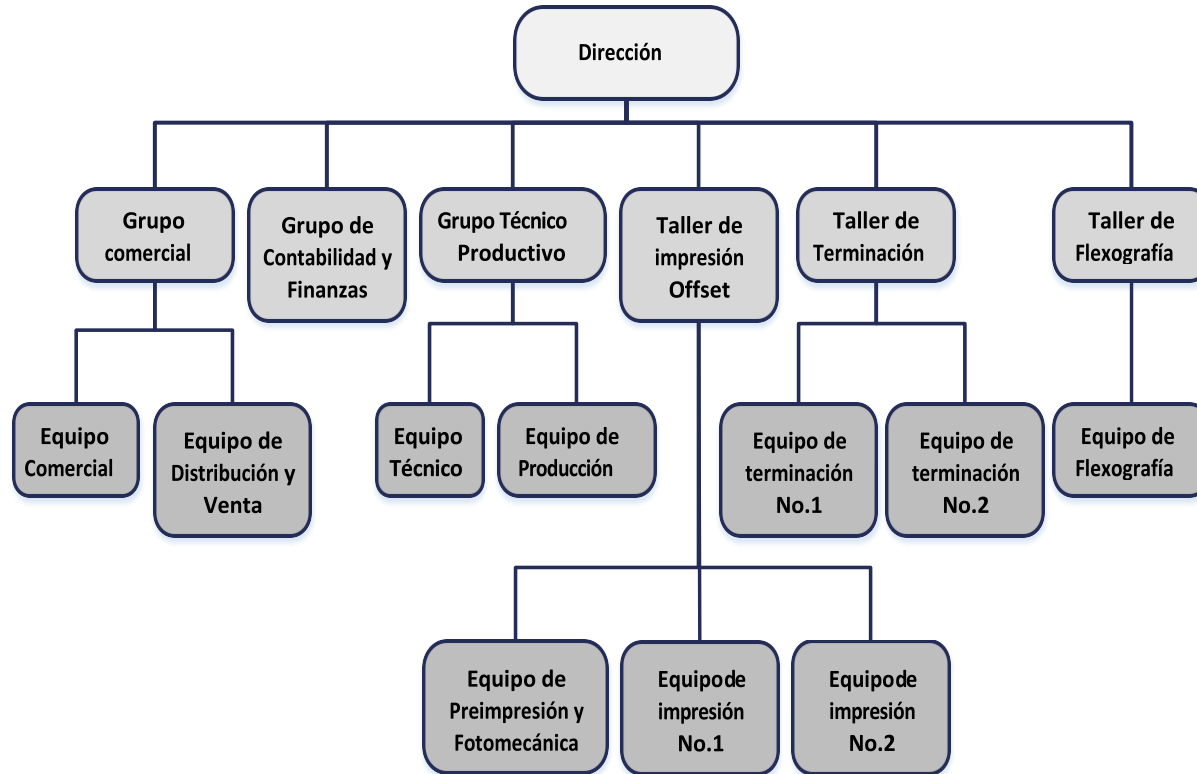 Dirección
Grupo
comercial
Grupo de
Contabilidad y
Finanzas
Grupo Técnico
Productivo
Taller de
impresión
Offset
Taller de
Terminación
Taller de
Flexografía
Equipo
Comercial
Equipo de
Distribución y
Venta
Equipo
Técnico
Equipo de
Producción
Equipo de
terminación
No.1
Equipo de
terminación
No.2
Equipo de
Flexografía
Equipo de
Preimpresión y
Fotomecánica
Equipode
impresión
No.1
Equipode
impresión
No.2